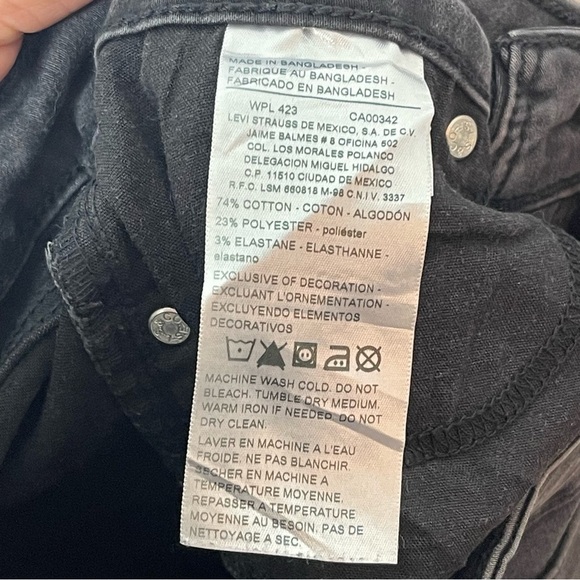 MADE IN BANGLADESH -
FABRIQUE AU BANGLADESH -
FABRICADO EN BANGLADESH
WPL 423 CA00342
LEVI STRAUSS DE MEXICO, S.A. DE C.V.
JAIME BALMES # 8 OFICINA 502
COL. LOS MORALES POLANCO
DELEGACION MIGUEL HIDALGO
C.P. 11510 CIUDAD DE MEXICO
R.F.C. LSM 660818 M-98 C.N.I.V. 3337
74% COTTON - COTON - ALGODÓN
23% POLYESTER - poliéster
3% ELASTANE - ELASTHANNE -
elastano
EXCLUSIVE OF DECORATION -
EXCLUANT L'ORNEMENTATION -
EXCLUYENDO ELEMENTOS
DECORATIVOS
MACHINE WASH COLD. DO NOT
BLEACH. TUMBLE DRY MEDIUM.
WARM IRON IF NEEDED. DO NOT
DRY CLEAN.
LAVER EN MACHINE A L'EAU
FROIDE. NE PAS BLANCHIR.
SECHER EN MACHINE A
TEMPERATURE MOYENNE.
REPASSER A TEMPERATURE
MOYENNE AU BESOIN. PAS DE
NETTOYAGE A SEC.